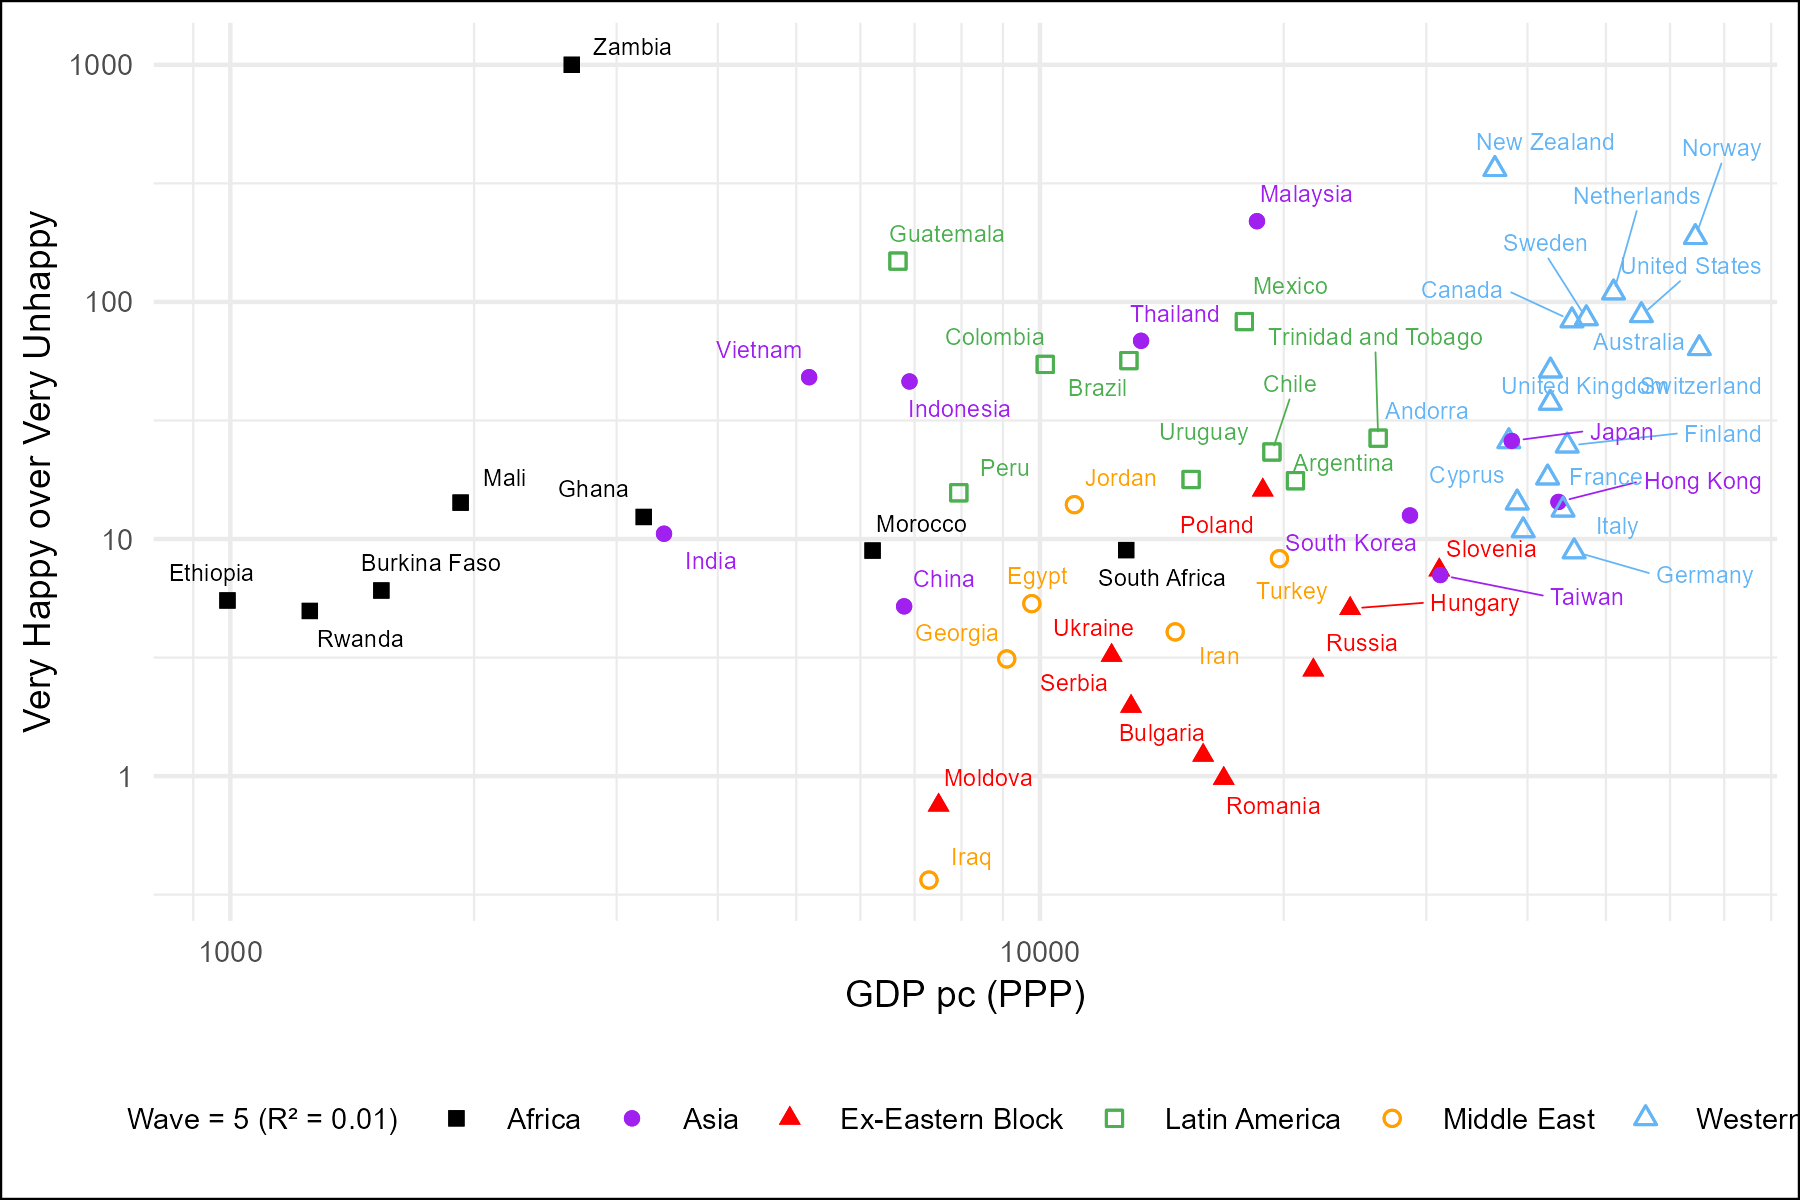 Very Happy over Very Unhappy
1000
100
10
1
Zambia
New Zealand
Norway
Malaysia
Netherlands
Guatemala
Sweden
United States
Mexico
Canada
Thailand
Colombia
Trinidad and Tobago
Australia
Vietnam
Chile
Brazil
United Kingdom
Switzerland
Indonesia
Andorra
Uruguay
Japan
Finland
Argentina
Peru
Mali
Jordan
Cyprus
France
Hong Kong
Ghana
Morocco
Poland
Italy
South Korea
Slovenia
India
Burkina Faso
Ethiopia
China
Egypt
South Africa
Germany
Turkey
Taiwan
Hungary
Rwanda
Georgia
Ukraine
Russia
Iran
Serbia
Bulgaria
Moldova
Romania
Iraq
1000
10000
GDP pc (PPP)
Wave = 5 (R² = 0.01) Africa Asia Ex-Eastern Block Latin America Middle East Western